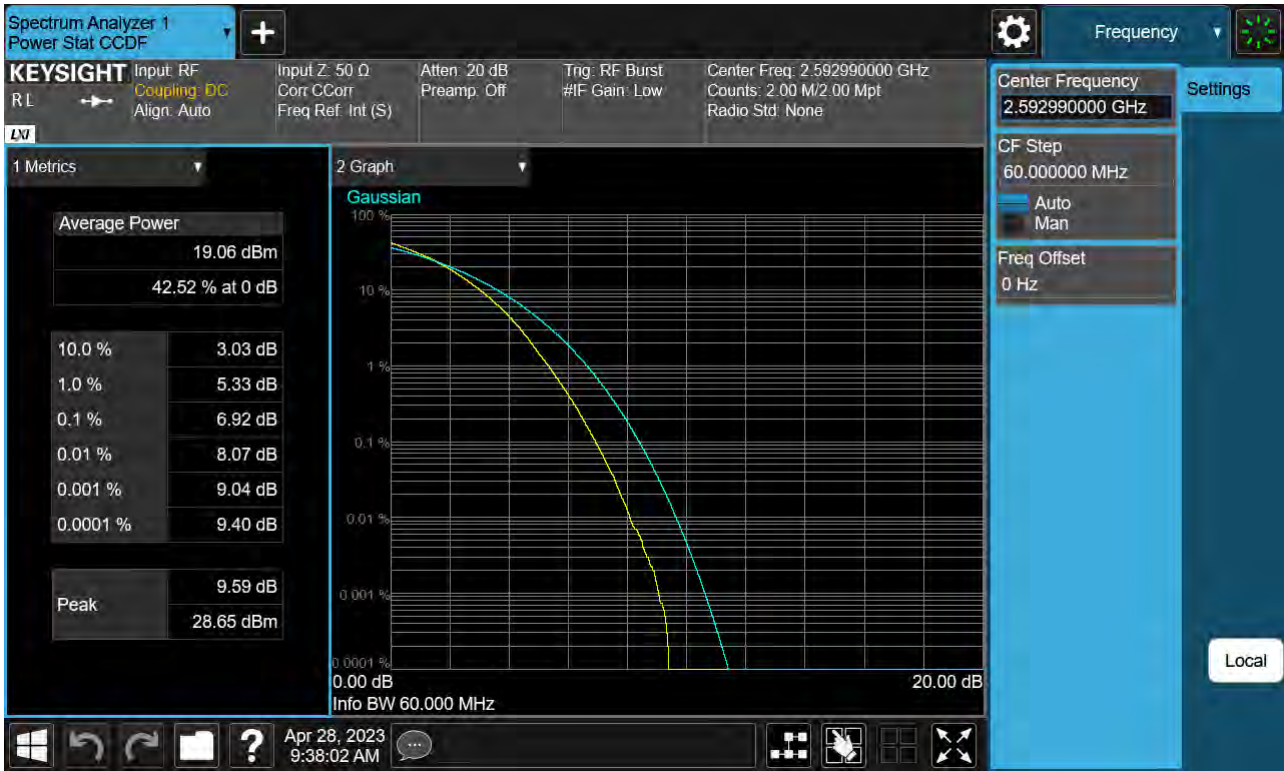 Spectrum Analyzer 1
Power Stat CCDF
Frequency
KEYSIGHT
RL
LXI
Input: RF
Coupling: DC
Align: Auto
Input Z: 50 Ω
Corr CCorr
Freq Ref: Int (S)
Atten: 20 dB
Preamp: Off
Trig: RF Burst
#IF Gain: Low
Center Freq: 2.592990000 GHz
Counts: 2.00 M/2.00 Mpt
Radio Std: None
Center Frequency
2.592990000 GHz
Settings
CF Step
60.000000 MHz
Auto
Man
Freq Offset
0 Hz
Local
1 Metrics
Average Power
19.06 dBm
42.52 % at 0 dB
10.0 % 3.03 dB
1.0 % 5.33 dB
0.1 % 6.92 dB
0.01 % 8.07 dB
0.001 % 9.04 dB
0.0001 % 9.40 dB
Peak
9.59 dB
28.65 dBm
2 Graph
Gaussian
100 %
10 %
1 %
0.1 %
0.01 %
0.001 %
0.0001 %
0.00 dB 20.00 dB
Info BW 60.000 MHz
Apr 28, 2023
9:38:02 AM